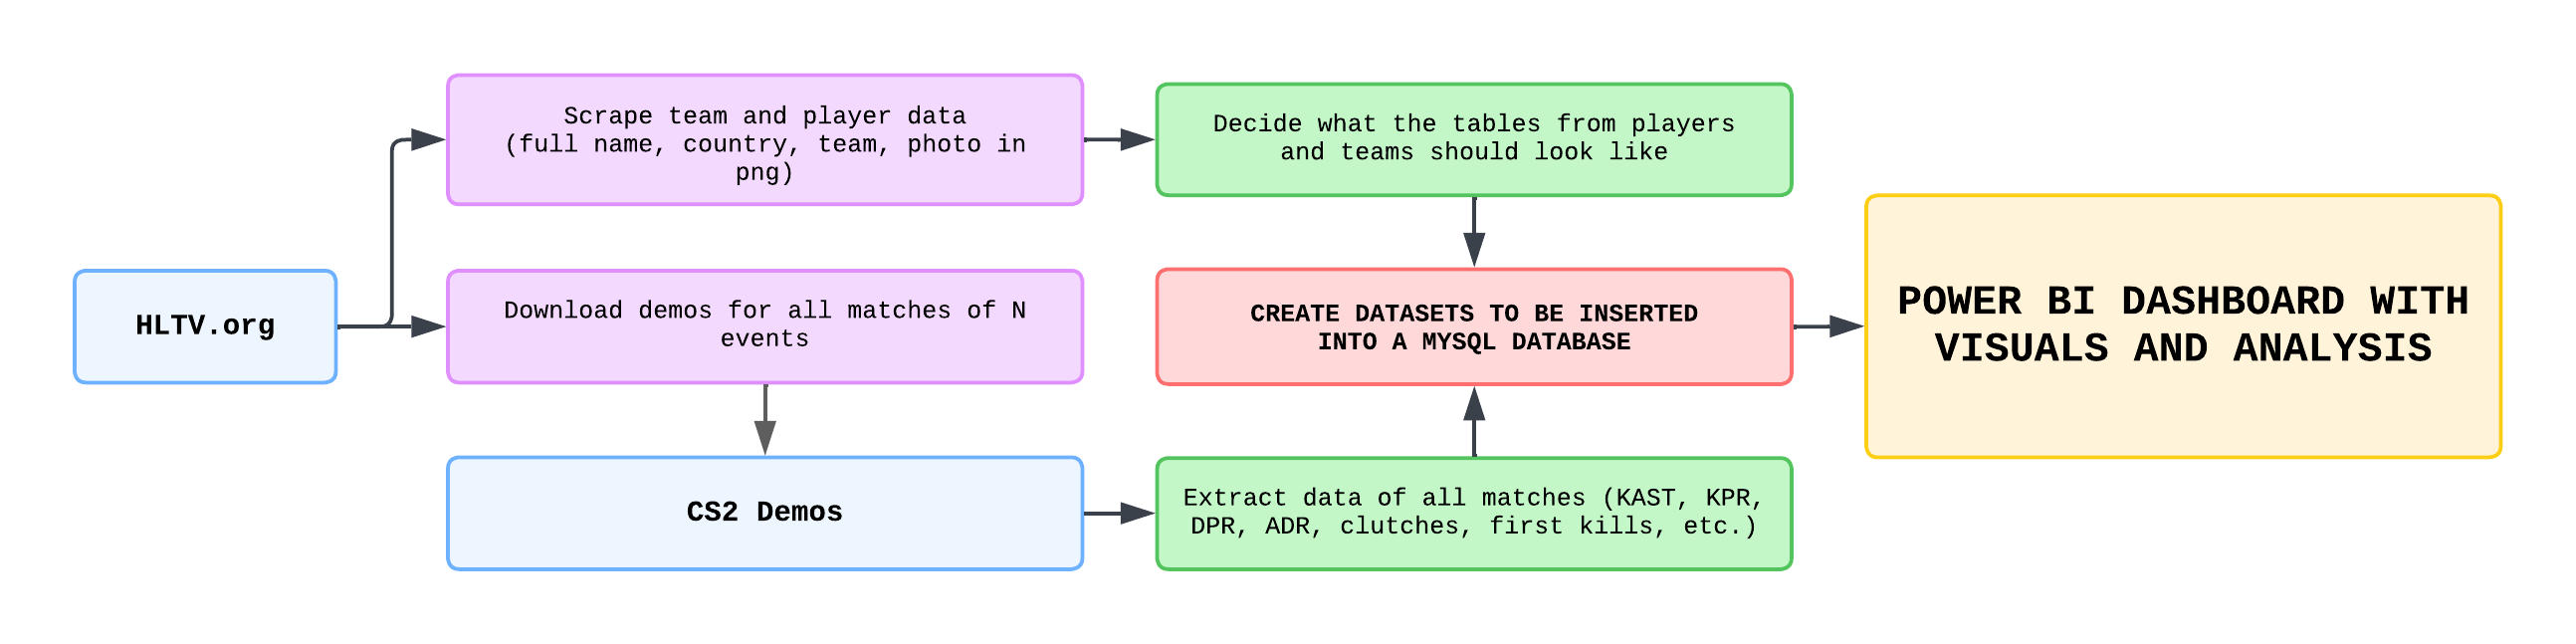 Scrape team and player data
(full name, country, team, photo in
png)
Decide what the tables from players
and teams should look like
HLTV.org
Download demos for all matches of N
events
CREATE DATASETS TO BE INSERTED
INTO A MYSQL DATABASE
POWER BI DASHBOARD WITH
VISUALS AND ANALYSIS
CS2 Demos
Extract data of all matches (KAST, KPR,
DPR, ADR, clutches, first kills, etc.)